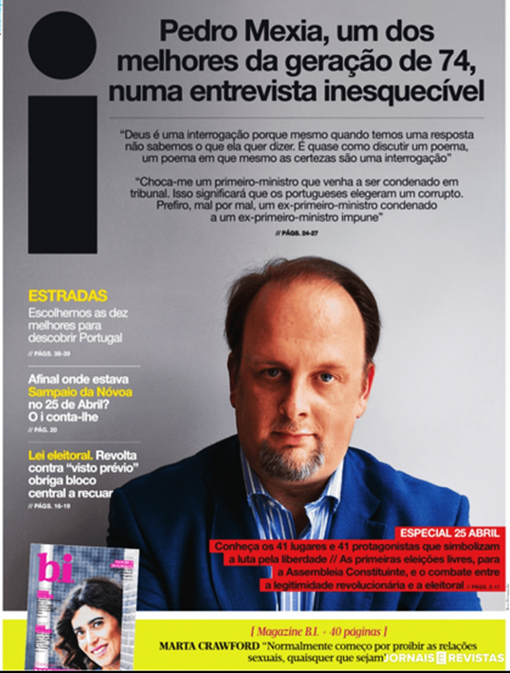 i
Pedro Mexia, um dos
melhores da geração de 74,
numa entrevista inesquecível
“Deus é uma interrogação porque mesmo quando temos uma resposta
não sabemos o que ela quer dizer. É quase como discutir um poema,
um poema em que mesmo as certezas são uma interrogação”
“Choca-me um primeiro-ministro que venha a ser condenado em
tribunal. Isso significará que os portugueses elegeram um corrupto.
Prefiro, mal por mal, um ex-primeiro-ministro condenado
a um ex-primeiro-ministro impune”
// PÁGS. 24-27
ESTRADAS
Escolhemos as dez
melhores para
descobrir Portugal
// PÁGS. 38-39
Afinal onde estava
Sampaio da Nóvoa
no 25 de Abril?
O i conta-lhe
// PÁG. 20
Lei eleitoral. Revolta
contra “visto prévio”
obriga bloco
central a recuar
// PÁGS. 16-19
ESPECIAL 25 ABRIL
Conheça os 41 lugares e 41 protagonistas que simbolizam
a luta pela liberdade // As primeiras eleições livres, para
a Assembleia Constituinte, e o combate entre
a legitimidade revolucionária e a eleitoral
b.i
[ Magazine B.I. + 40 páginas ]
MARTA CRAWFORD “Normalmente começo por proibir as relações
sexuais, quaisquer que sejam
JORNAIS E REVISTAS